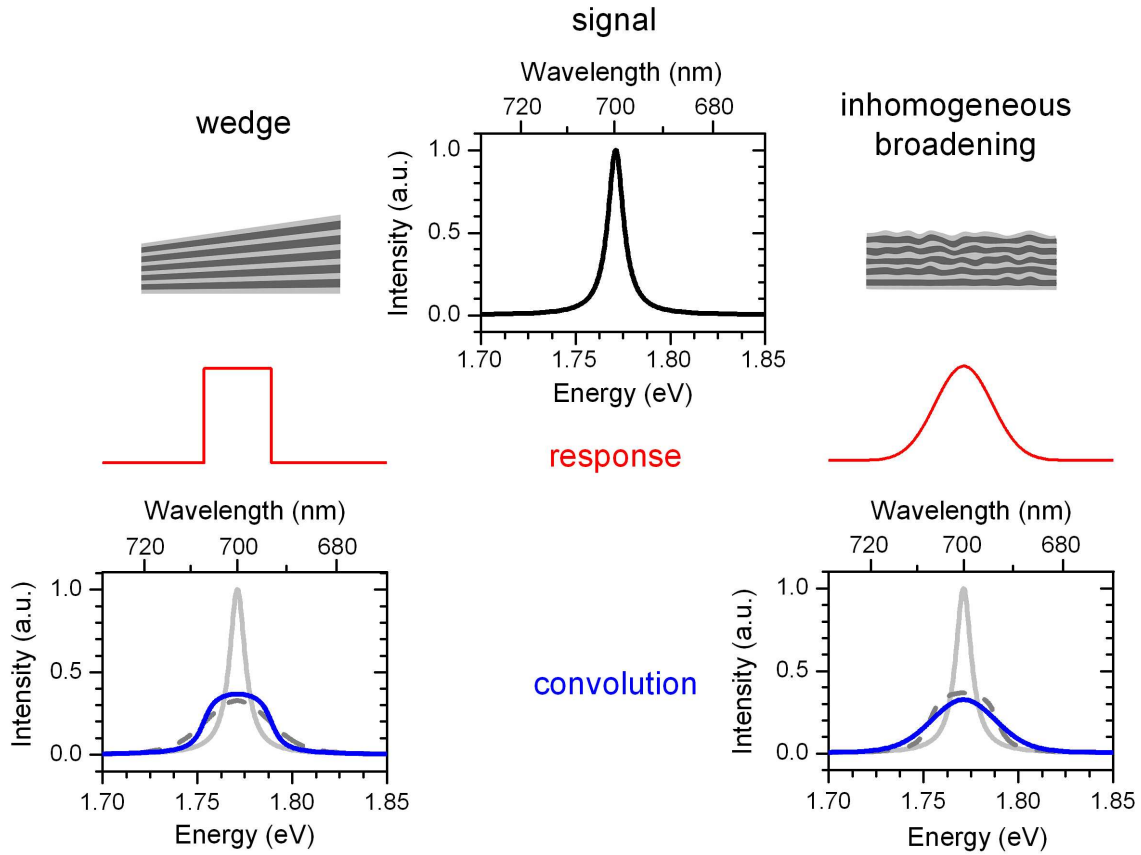 signal
Wavelength (nm)
720 700 680
wedge
inhomogeneous
broadening
Intensity (a.u.)
1.0
0.5
0.0
1.70 1.75 1.80 1.85
Energy (eV)
response
Wavelength (nm)
720 700 680
Intensity (a.u.)
1.0
0.5
0.0
1.70 1.75 1.80 1.85
Energy (eV)
convolution
Wavelength (nm)
720 700 680
Intensity (a.u.)
1.0
0.5
0.0
1.70 1.75 1.80 1.85
Energy (eV)